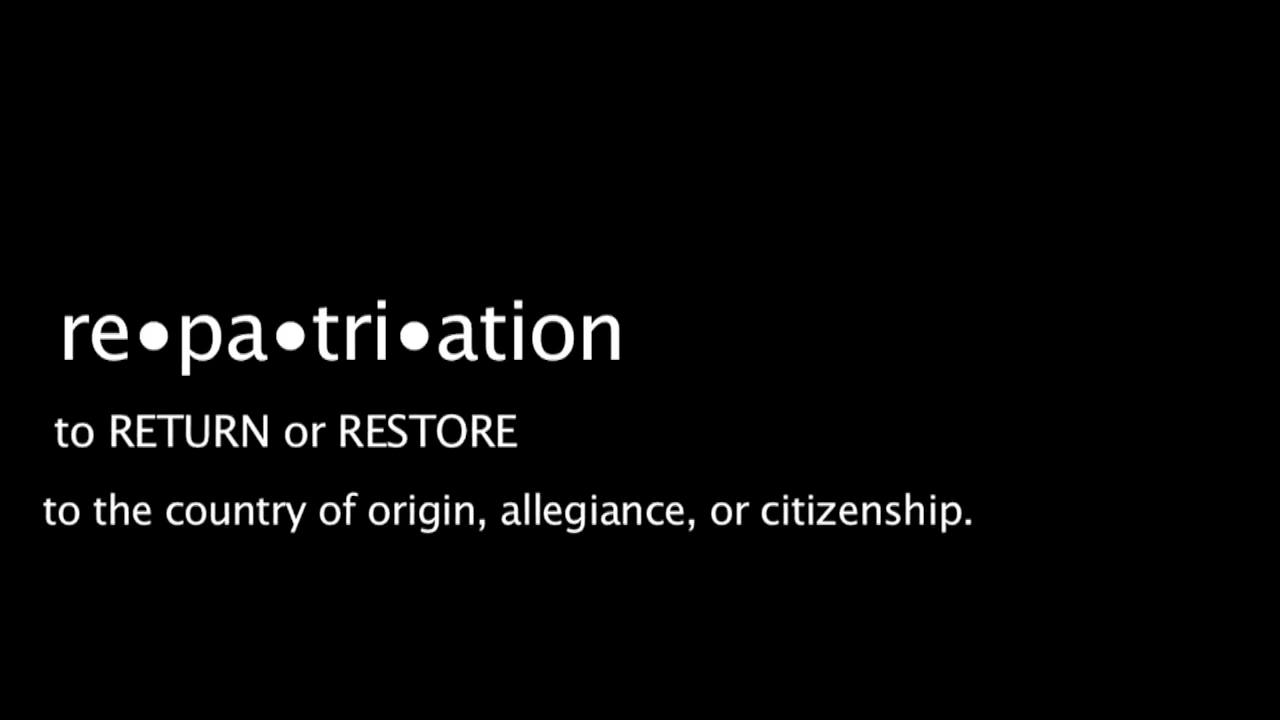 re•pa•tri•ation
to RETURN or RESTORE
to the country of origin, allegiance, or citizenship.